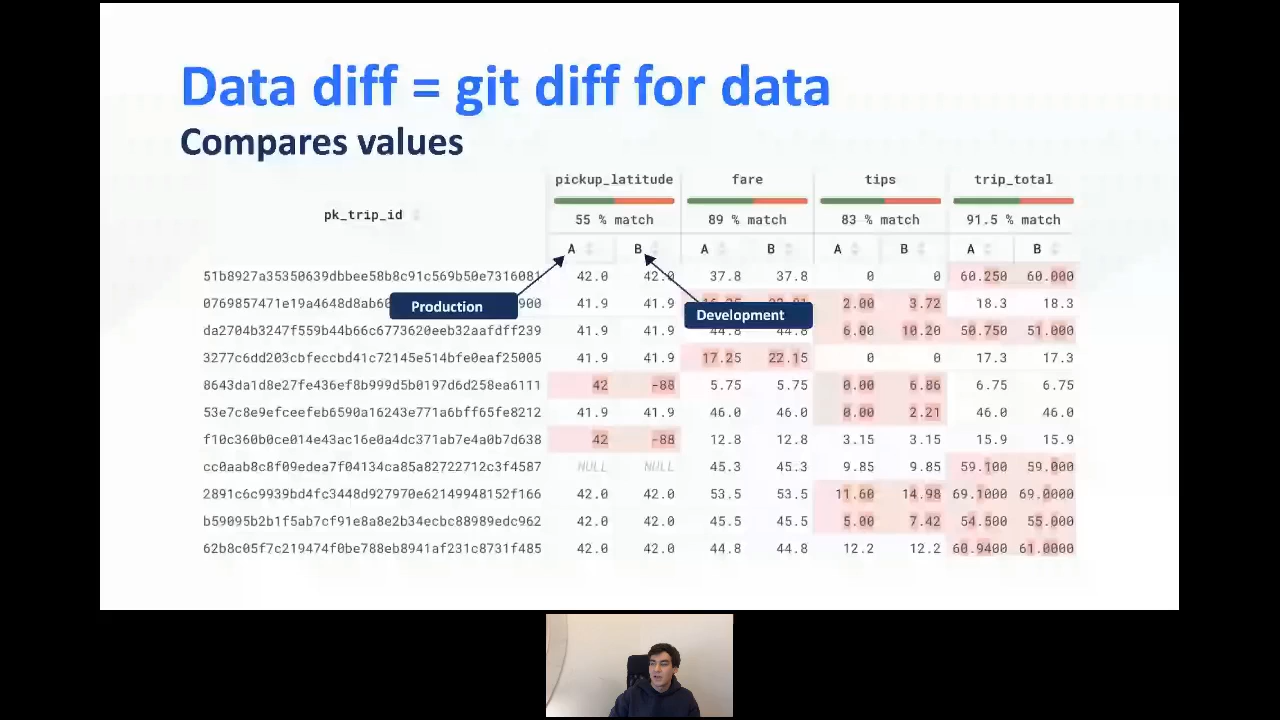 Data diff = git diff for data
Compares values
pickup_latitude fare tips trip_total
pk_trip_id
55 % match 89 % match 83 % match 91.5 % match
A B A B A B A B
51b8927a35350639dbbee58b8c91c569b50e7316081 42.0 42.0 37.8 37.8 0 0 60.250 60.000
Production
Development
41.9 41.9 2.00 3.72 18.3 18.3
da2704b3247f559b44b66c6773620eeb32aafdff239 41.9 41.9 44.8 44.8 6.00 10.20 50.750 51.000
3277c6dd203cbfeccbd41c72145e514bfe0eaf25005 41.9 41.9 17.25 22.15 0 0 17.3 17.3
8643da1d8e27fe436ef8b999d5b0197d6d258ea6111 42 -88 5.75 5.75 0.00 6.86 6.75 6.75
53e7c8e9efceefeb6590a16243e771a6bff65fe8212 41.9 41.9 46.0 46.0 0.00 2.21 46.0 46.0
f10c360b0ce014e43ac16e0a4dc371ab7e4a0b7d638 42 -88 12.8 12.8 3.15 3.15 15.9 15.9
cc0aab8c8f09edea7f04134ca85a82722712c3f4587 NULL NULL 45.3 45.3 9.85 9.85 59.100 59.000
2891c6c9939bd4fc3448d927970e62149948152f166 42.0 42.0 53.5 53.5 11.60 14.98 69.1000 69.0000
b59095b2b1f5ab7cf91e8a8e2b34ecbc88989edc962 42.0 42.0 45.5 45.5 5.00 7.42 54.500 55.000
62b8c05f7c219474f0be788eb8941af231c8731f485 42.0 42.0 44.8 44.8 12.2 12.2 60.9400 61.0000